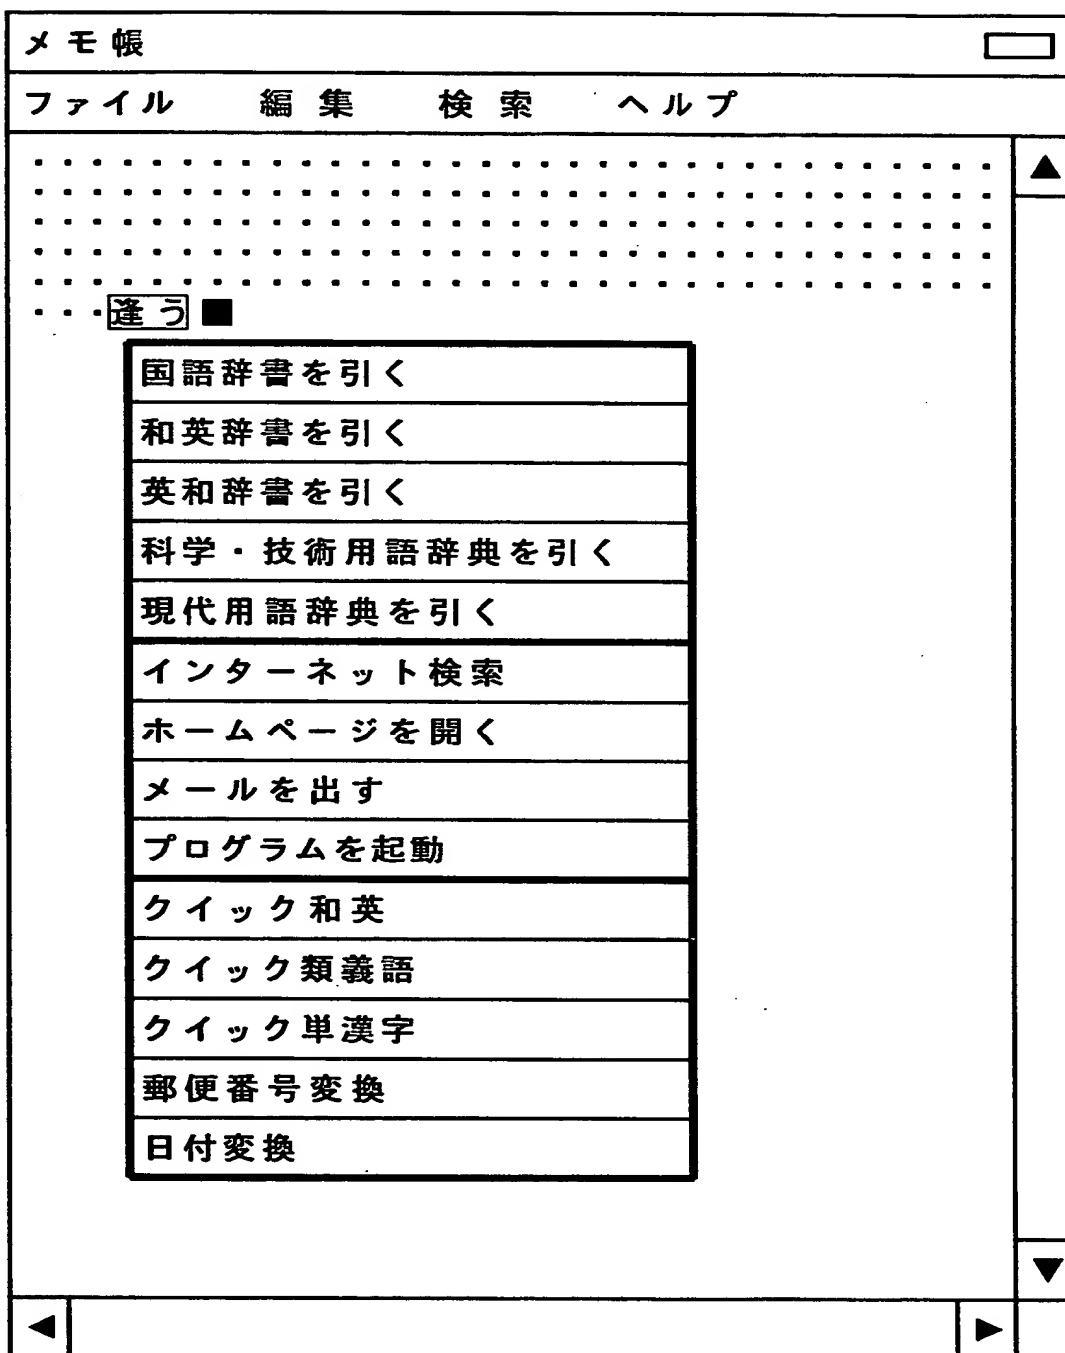 メモ帳
ファイル 編集 検索 ヘルプ
・・・逢う■
国語辞書を引く
和英辞書を引く
英和辞書を引く
科学・技術用語辞典を引く
現代用語辞典を引く
インターネット検索
ホームページを開く
メールを出す
プログラムを起動
クイック和英
クイック類義語
クイック単漢字
郵便番号変換
日付変換